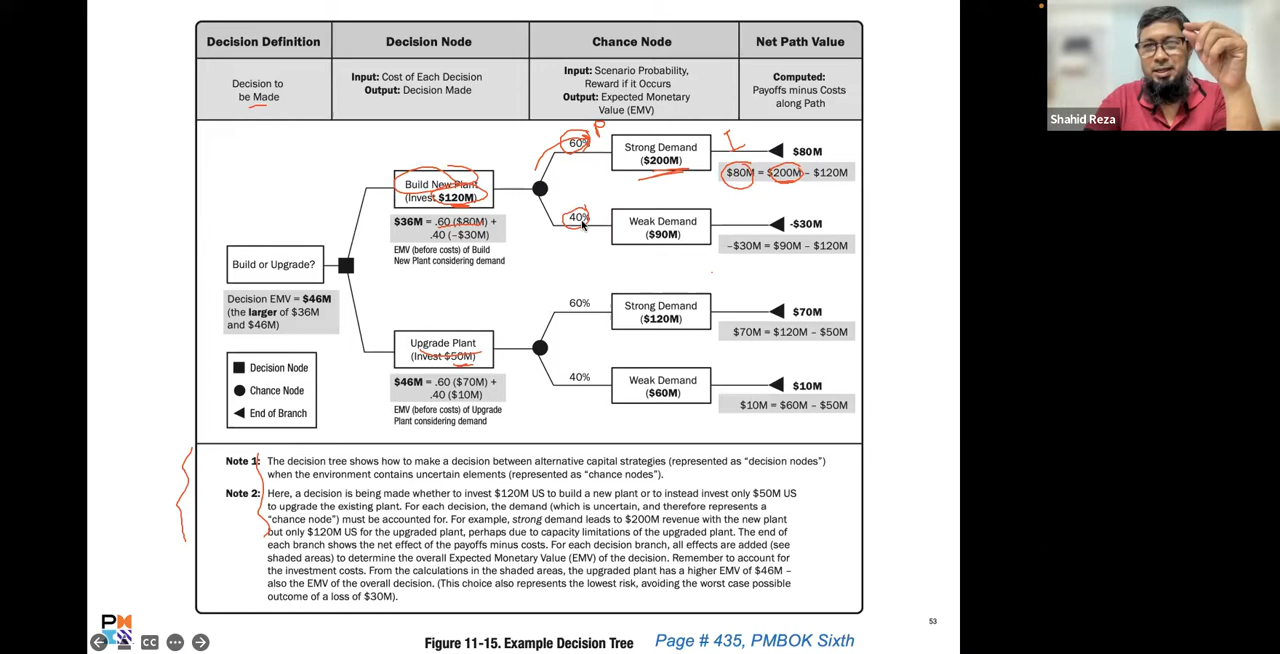 Decision Definition
Decision Node
Chance Node
Net Path Value
Decision to
be Made
Input: Cost of Each Decision
Output: Decision Made
Input: Scenario Probability,
Reward if it Occurs
Output: Expected Monetary
Value (EMV)
Computed:
Payoffs minus Costs
along Path
Shahid Reza
P
I
60%
Strong Demand
($200M)
$80M
$80M = $200M – $120M
Build New Plant
(Invest $120M)
$36M = .60 ($80M) +
.40 (–$30M)
EMV (before costs) of Build
New Plant considering demand
40%
Weak Demand
($90M)
-$30M
–$30M = $90M – $120M
Build or Upgrade?
Decision EMV = $46M
(the larger of $36M
and $46M)
60%
Strong Demand
($120M)
$70M
$70M = $120M – $50M
Upgrade Plant
(Invest $50M)
$46M = .60 ($70M) +
.40 ($10M)
EMV (before costs) of Upgrade
Plant considering demand
40%
Weak Demand
($60M)
$10M
$10M = $60M – $50M
Decision Node
Chance Node
End of Branch
Note 1: The decision tree shows how to make a decision between alternative capital strategies (represented as “decision nodes”)
when the environment contains uncertain elements (represented as “chance nodes”).
Note 2: Here, a decision is being made whether to invest $120M US to build a new plant or to instead invest only $50M US
to upgrade the existing plant. For each decision, the demand (which is uncertain, and therefore represents a
“chance node”) must be accounted for. For example, strong demand leads to $200M revenue with the new plant
but only $120M US for the upgraded plant, perhaps due to capacity limitations of the upgraded plant. The end of
each branch shows the net effect of the payoffs minus costs. For each decision branch, all effects are added (see
shaded areas) to determine the overall Expected Monetary Value (EMV) of the decision. Remember to account for
the investment costs. From the calculations in the shaded areas, the upgraded plant has a higher EMV of $46M –
also the EMV of the overall decision. (This choice also represents the lowest risk, avoiding the worst case possible
outcome of a loss of $30M).
53
PM
CC
Figure 11-15. Example Decision Tree
Page # 435, PMBOK Sixth